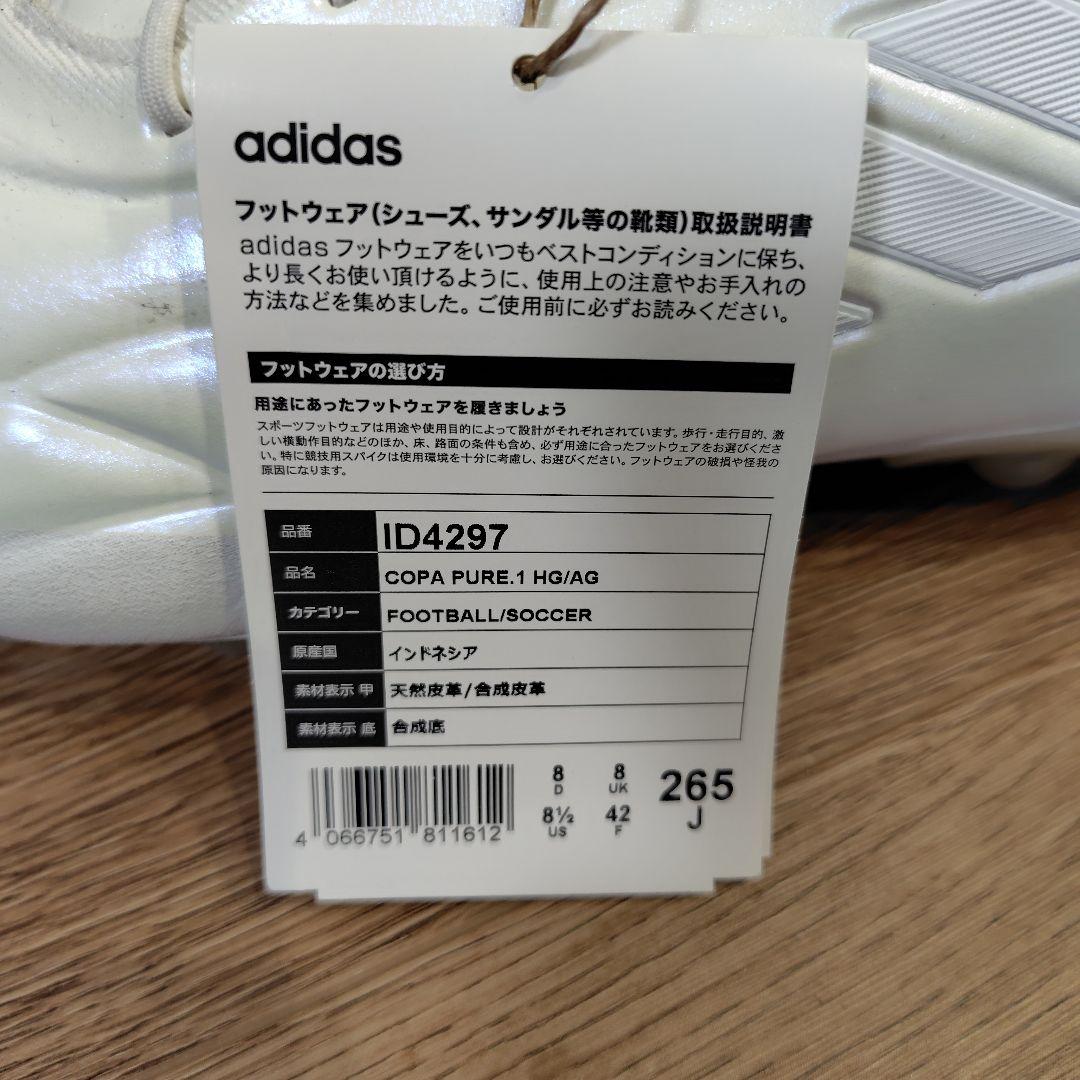 adidas
フットウェア(シューズ、サンダル等の靴類)取扱説明書
adidas フットウェアをいつもベストコンディションに保ち、
より長くお使い頂けるように、使用上の注意やお手入れの
方法などを集めました。ご使用前に必ずお読みください。
フットウェアの選び方
用途にあったフットウェアを履きましょう
スポーツフットウェアは用途や使用目的によって設計がそれぞれされています。歩行・走行目的、激
しい横動作目的などのほか、床、路面の条件も含め、必ず用途に合ったフットウェアをお選びくださ
い。特に競技用スパイクは使用環境を十分に考慮し、お選びください。フットウェアの破損や怪我の
原因になります。
品番 ID4297
品名 COPA PURE.1 HG/AG
カテゴリー FOOTBALL/SOCCER
原産国 インドネシア
素材表示 甲 天然皮革/合成皮革
素材表示 底 合成底
8 8 265
D UK J
8½ 42
US F
4 066751 811612